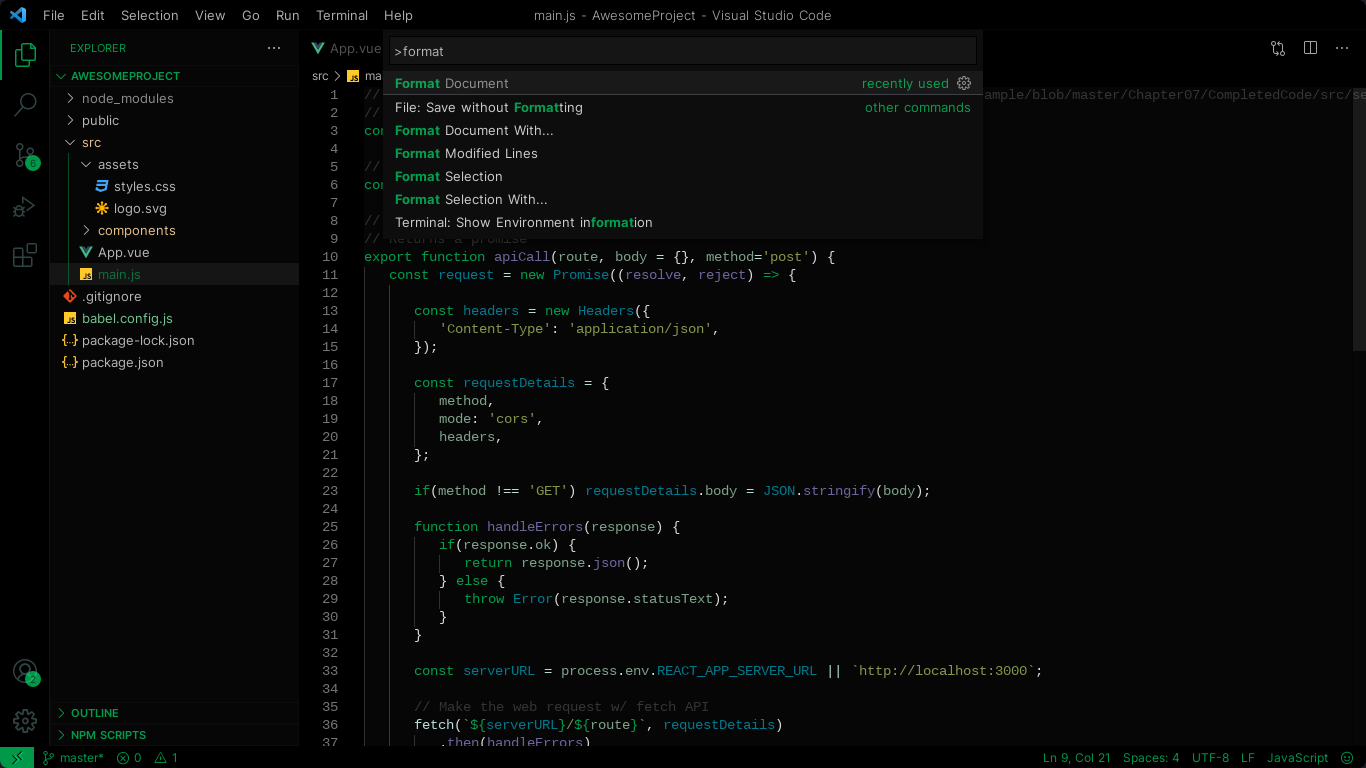 File Edit Selection View Go Run Terminal Help main.js - AwesomeProject - Visual Studio Code
EXPLORER
AWESOMEPROJECT
node_modules
public
src
assets
styles.css
logo.svg
components
App.vue
main.js
.gitignore
babel.config.js
package-lock.json
package.json
OUTLINE
NPM SCRIPTS
6
2
App.vue
>format
src > JS ma
Format Document recently used
File: Save without Formatting other commands
Format Document With...
Format Modified Lines
Format Selection
Format Selection With...
Terminal: Show Environment information
1 // ample/blob/master/Chapter07/CompletedCode/src/se
2 //
3 con
4
5 //
6 con
7
8 //
9 // Returns a promise
10 export function apiCall(route, body = {}, method='post') {
11 const request = new Promise((resolve, reject) => {
12
13 const headers = new Headers({
14 'Content-Type': 'application/json',
15 });
16
17 const requestDetails = {
18 method,
19 mode: 'cors',
20 headers,
21 };
22
23 if(method !== 'GET') requestDetails.body = JSON.stringify(body);
24
25 function handleErrors(response) {
26 if(response.ok) {
27 return response.json();
28 } else {
29 throw Error(response.statusText);
30 }
31 }
32
33 const serverURL = process.env.REACT_APP_SERVER_URL || `http://localhost:3000`;
34
35 // Make the web request w/ fetch API
36 fetch(`${serverURL}/${route}`, requestDetails)
37 .then(handleErrors)
master* 0 1 Ln 9, Col 21 Spaces: 4 UTF-8 LF JavaScript